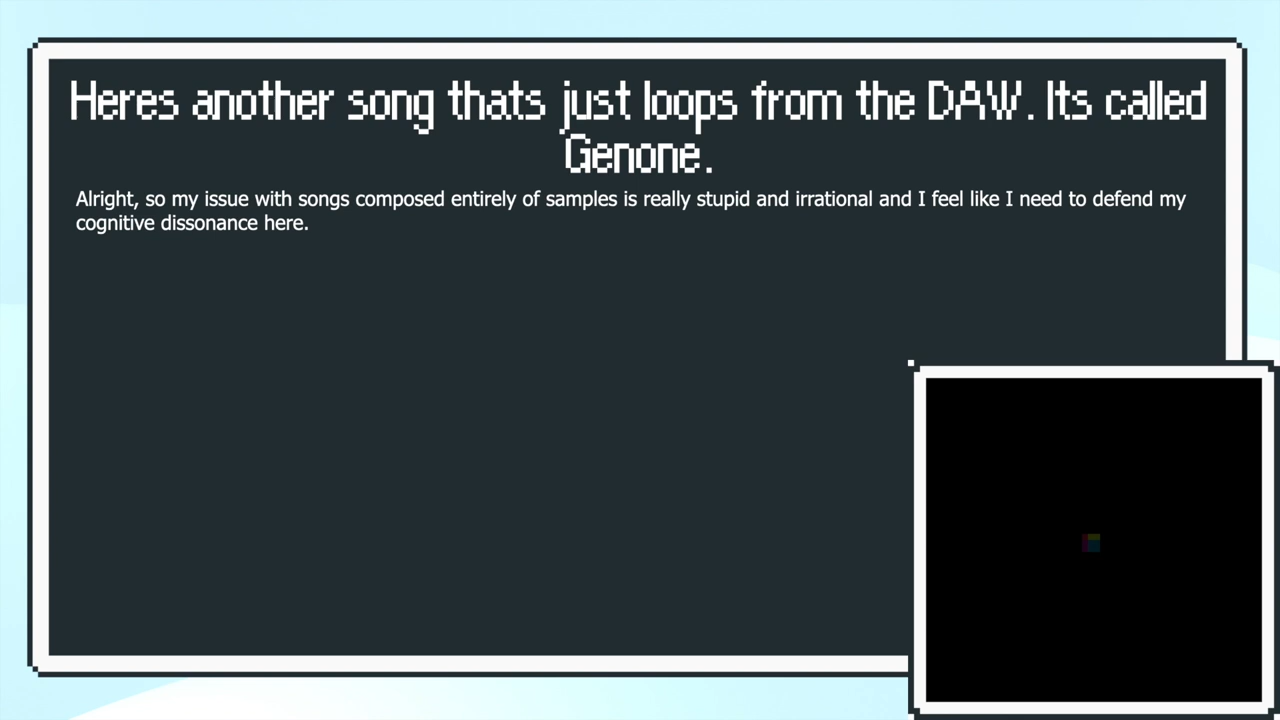 Heres another song thats just loops from the DAW. Its called
Genone.
Alright, so my issue with songs composed entirely of samples is really stupid and irrational and I feel like I need to defend my
cognitive dissonance here.